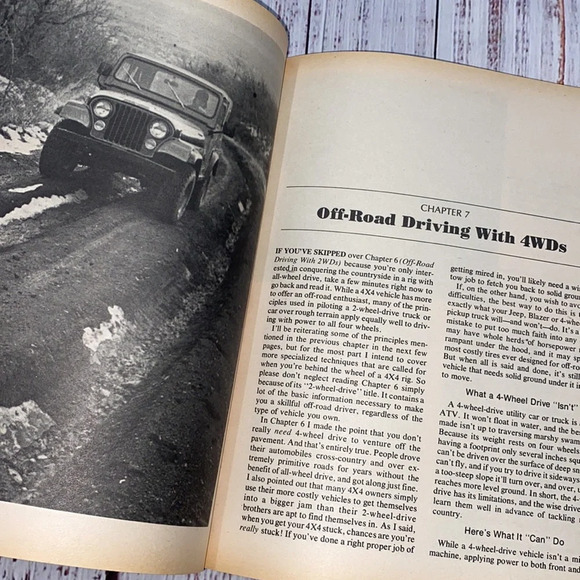 CHAPTER 7
Off-Road Driving With 4WDs
IF YOU'VE SKIPPED over Chapter 6 (Off-Road
Driving With 2WDs) because you're only inter-
ested in conquering the countryside in a rig with
all-wheel drive, take a few minutes right now to
go back and read it. While a 4X4 vehicle has more
to offer an off-road enthusiast, many of the prin-
ciples used in piloting a 2-wheel-drive truck or
car over rough terrain apply equally well to driv-
ing with power to all four wheels.
I'll be reiterating some of the principles men-
tioned in the previous chapter in the next few
pages, but for the most part I intend to cover
more specialized techniques that are called for
when you're behind the wheel of a 4X4 rig. So
please don't neglect reading Chapter 6 simply
because of its "2-wheel-drive" title. It contains a
lot of the basic information necessary to make
you a skillful off-road driver, regardless of the
type of vehicle you own.
In Chapter 6 I made the point that you don't
really need 4-wheel drive to venture off the
pavement. And that's entirely true. People drove
their automobiles cross-country and over ex-
tremely primitive roads for years without the
benefit of all-wheel drive, and got along just fine.
I also pointed out that many 4X4 owners simply
use their more costly vehicles to get themselves
into a bigger jam than their 2-wheel-drive
brothers are apt to find themselves in. As I said,
when you get your 4X4 stuck, chances are you're
really stuck! If you've done a right proper job of
getting mired in, you'll likely need a
tow job to fetch you back to solid
If, on the other hand, you wish to
difficulties, the best way to do this is
exactly what your Jeep, Blazer or 4-
pickup truck will—and won't—do. It's a
mistake to put too much faith into any
may have whole herds of horsepower
rampant under the hood, and it may
most costly tires ever designed for off-
But when all is said and done, it's still
vehicle that needs solid ground under it
to move.
What a 4-Wheel Drive "Isn't"
A 4-wheel-drive utility car or truck is
ATV. It won't float in water, and the
made isn't up to traversing marshy
Because its weight rests on four wheels
having a footprint only several inches
can't be driven over the surface of deep
can't fly, and if you try to drive it sideways
a too-steep slope it'll turn over, and over,
reaches more level ground. In short, the 4-
drive has its limitations, and the wise
learn them well in advance of tackling
country.
Here's What It "Can" Do
While a 4-wheel-drive vehicle isn't a
machine, applying power to both front and